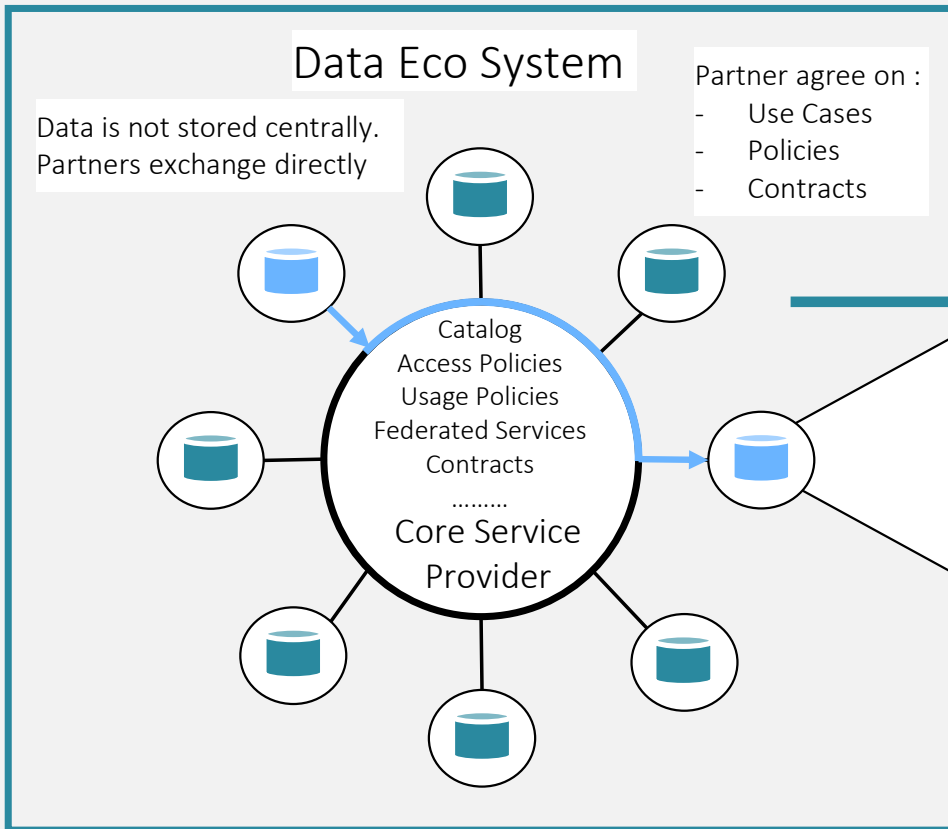 Data Eco System
Data is not stored centrally.
Partners exchange directly
Partner agree on :
- Use Cases
- Policies
- Contracts
Catalog
Access Policies
Usage Policies
Federated Services
Contracts
.........
Core Service
Provider